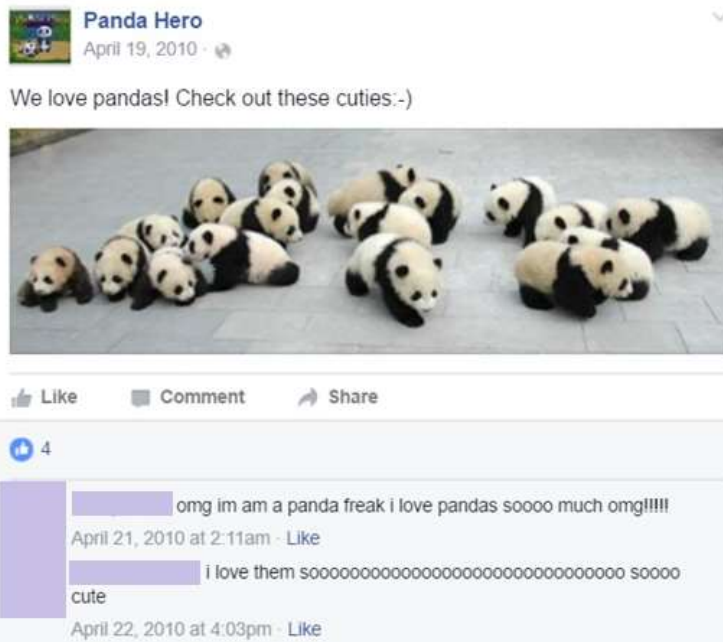 Panda Hero
April 19, 2010 ·
We love pandas! Check out these cuties:-)
Like Comment Share
4
omg im am a panda freak i love pandas soooo much omg!!!!!
April 21, 2010 at 2:11am · Like
i love them sooooooooooooooooooooooooooooooooo soooo
cute
April 22, 2010 at 4:03pm · Like